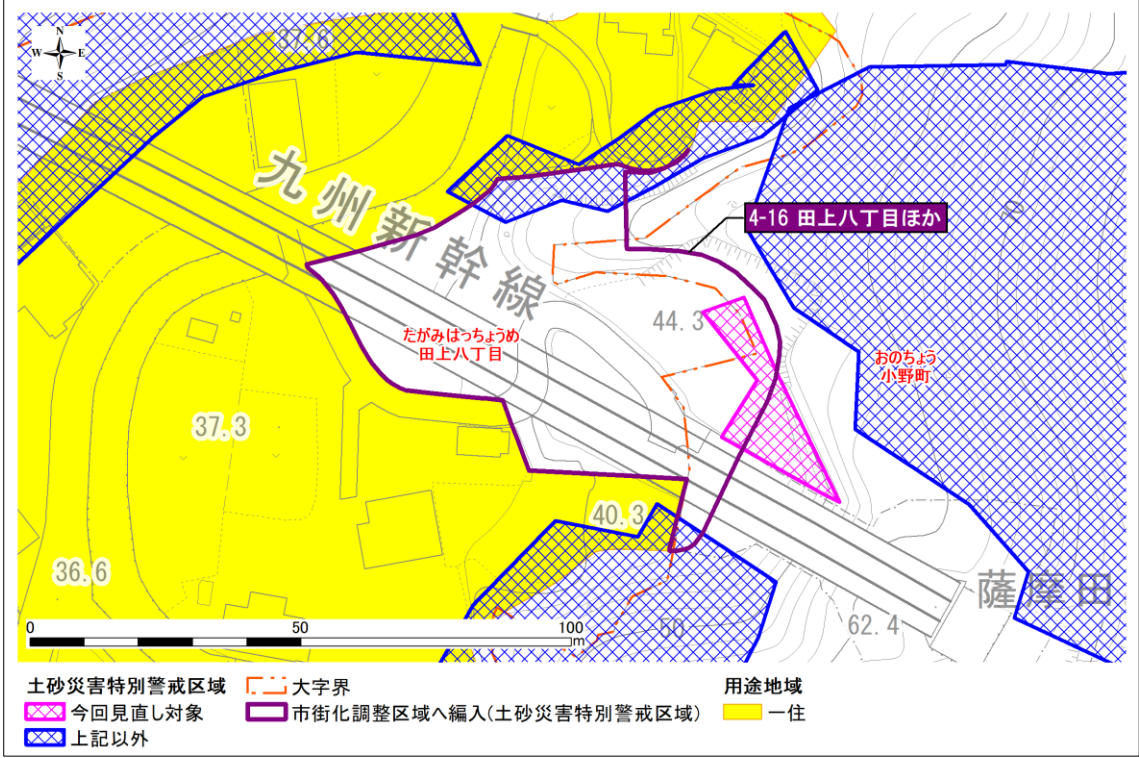 N
W E
S
37.6
九州新幹線
4-16 田上八丁目ほか
44.3
たがみはっちょうめ
田上八丁目
おのちょう
小野町
37.3
40.3
36.6
薩摩田
62.4
50
0 50 100
m
土砂災害特別警戒区域
今回見直し対象
上記以外
大字界
市街化調整区域へ編入(土砂災害特別警戒区域)
用途地域
一住